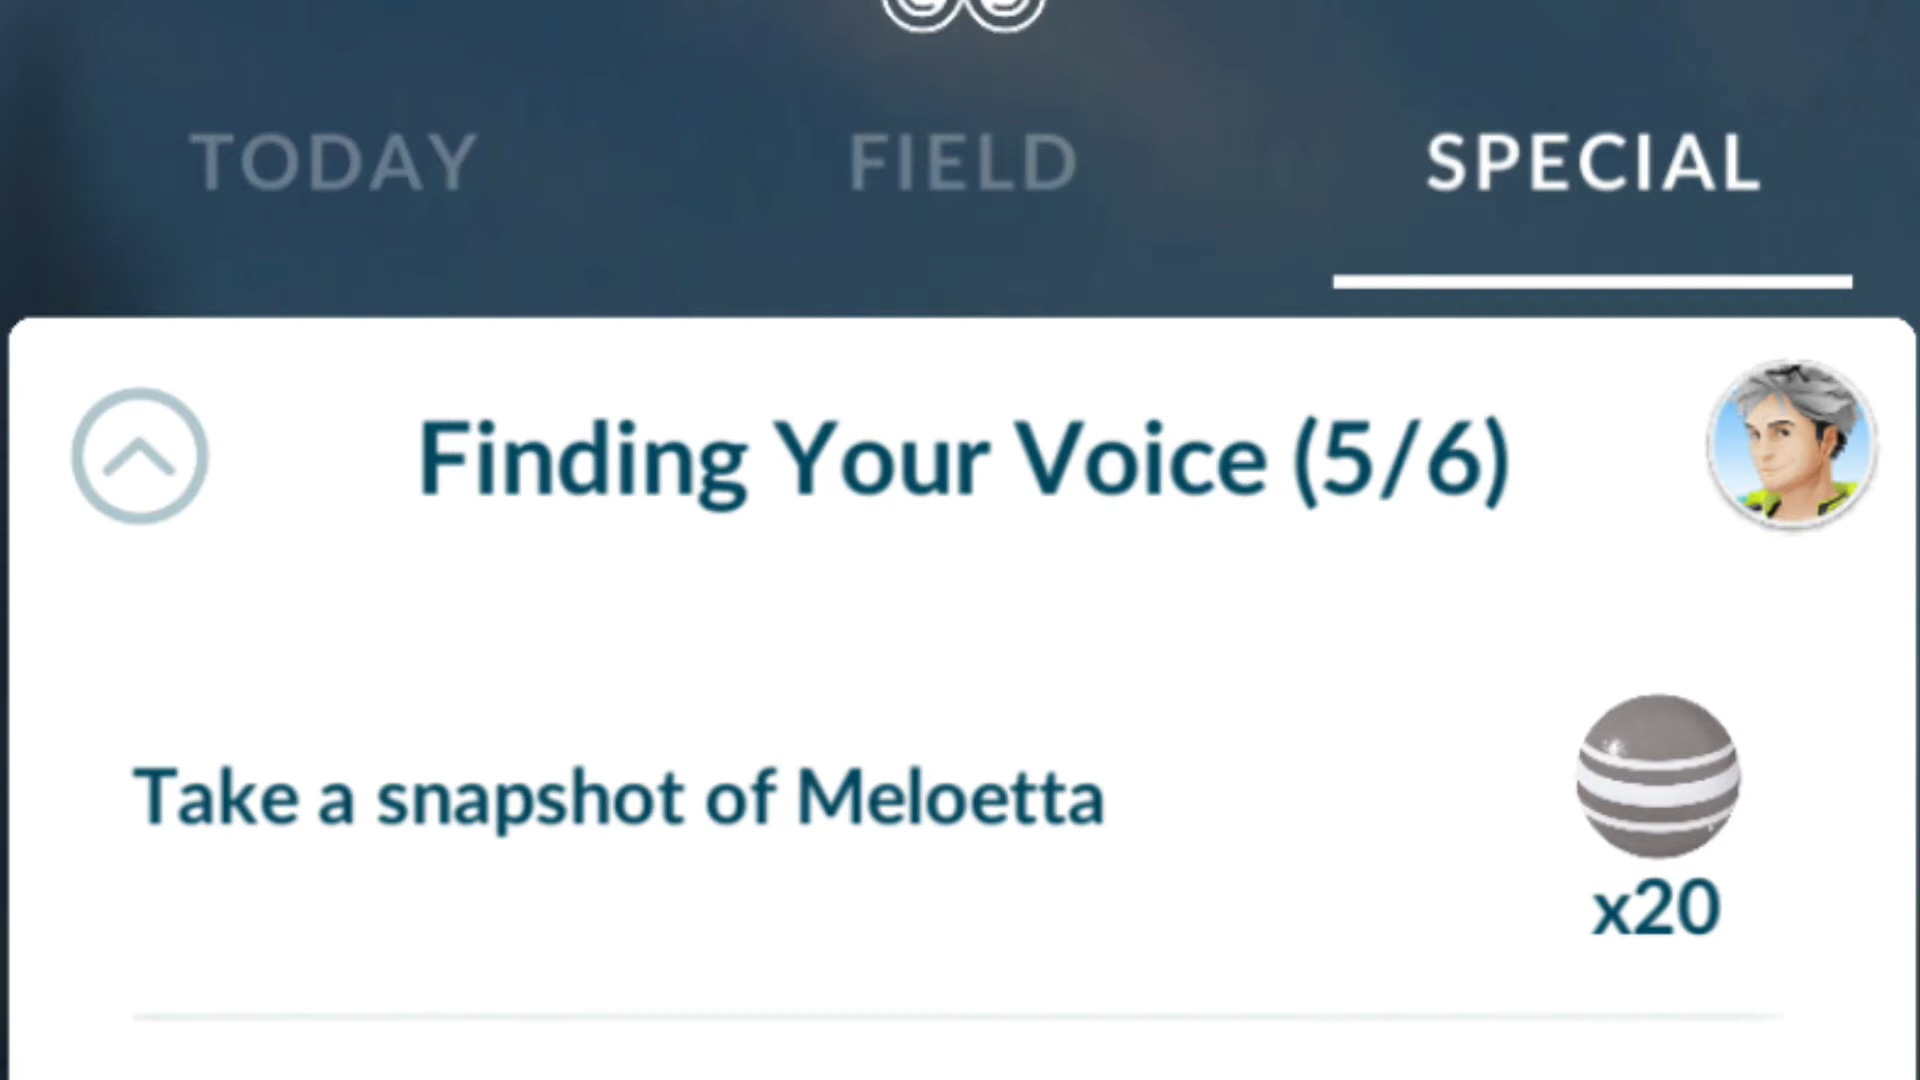 TODAY FIELD SPECIAL
Finding Your Voice (5/6)
Take a snapshot of Meloetta
x20